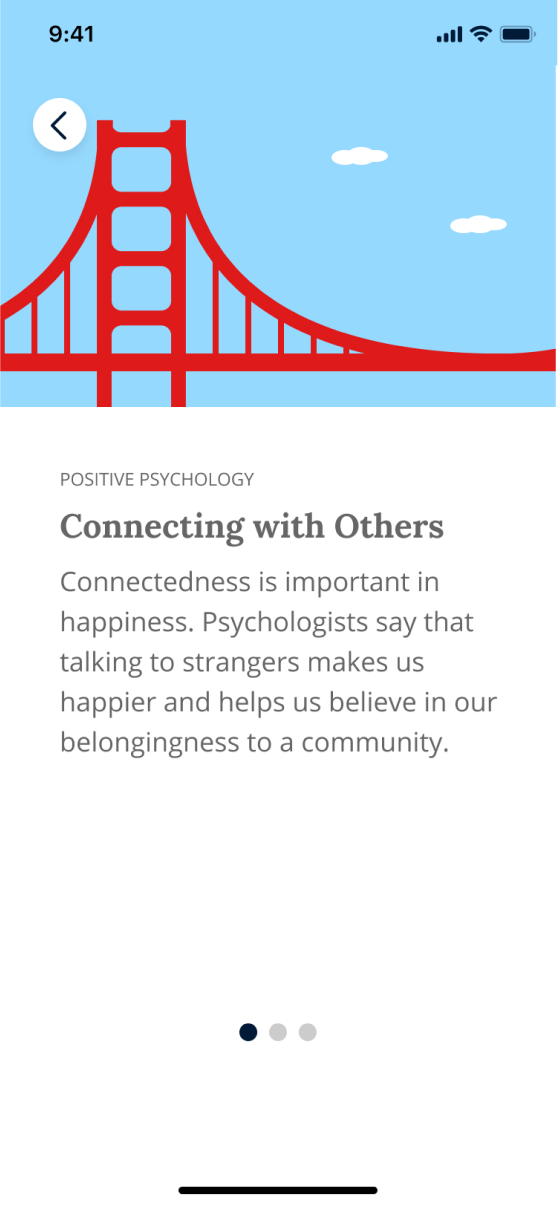 9:41
POSITIVE PSYCHOLOGY
Connecting with Others
Connectedness is important in
happiness. Psychologists say that
talking to strangers makes us
happier and helps us believe in our
belongingness to a community.